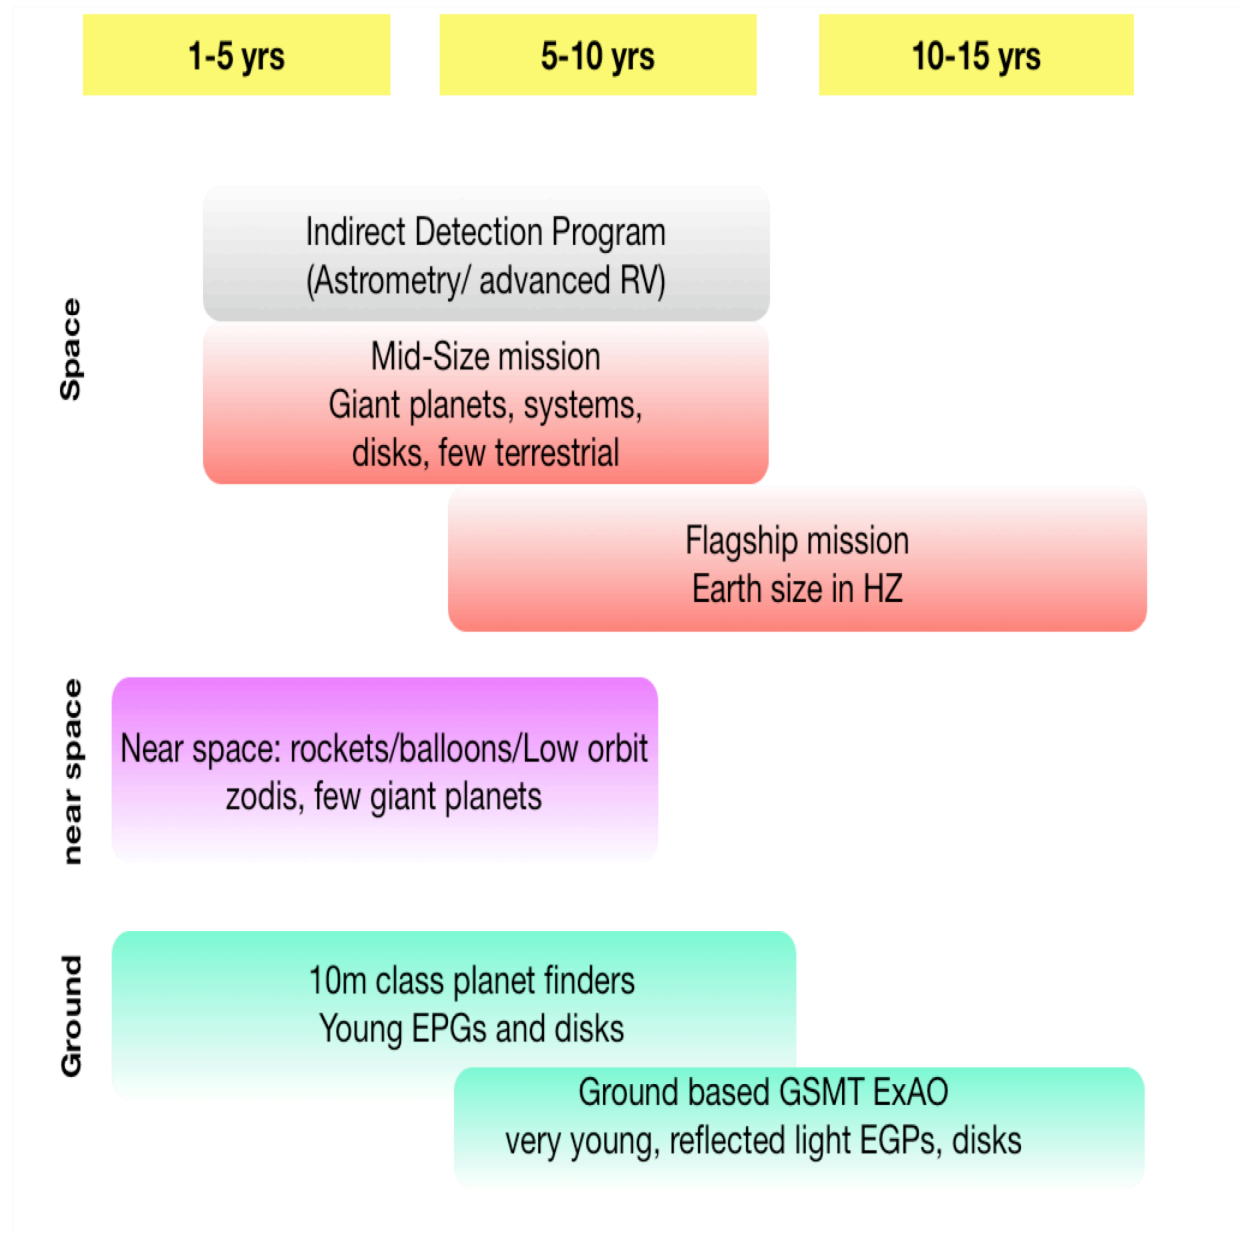 1-5 yrs
5-10 yrs
10-15 yrs
Space
Indirect Detection Program
(Astrometry/ advanced RV)
Mid-Size mission
Giant planets, systems,
disks, few terrestrial
Flagship mission
Earth size in HZ
near space
Near space: rockets/balloons/Low orbit
zodis, few giant planets
Ground
10m class planet finders
Young EPGs and disks
Ground based GSMT ExAO
very young, reflected light EGPs, disks